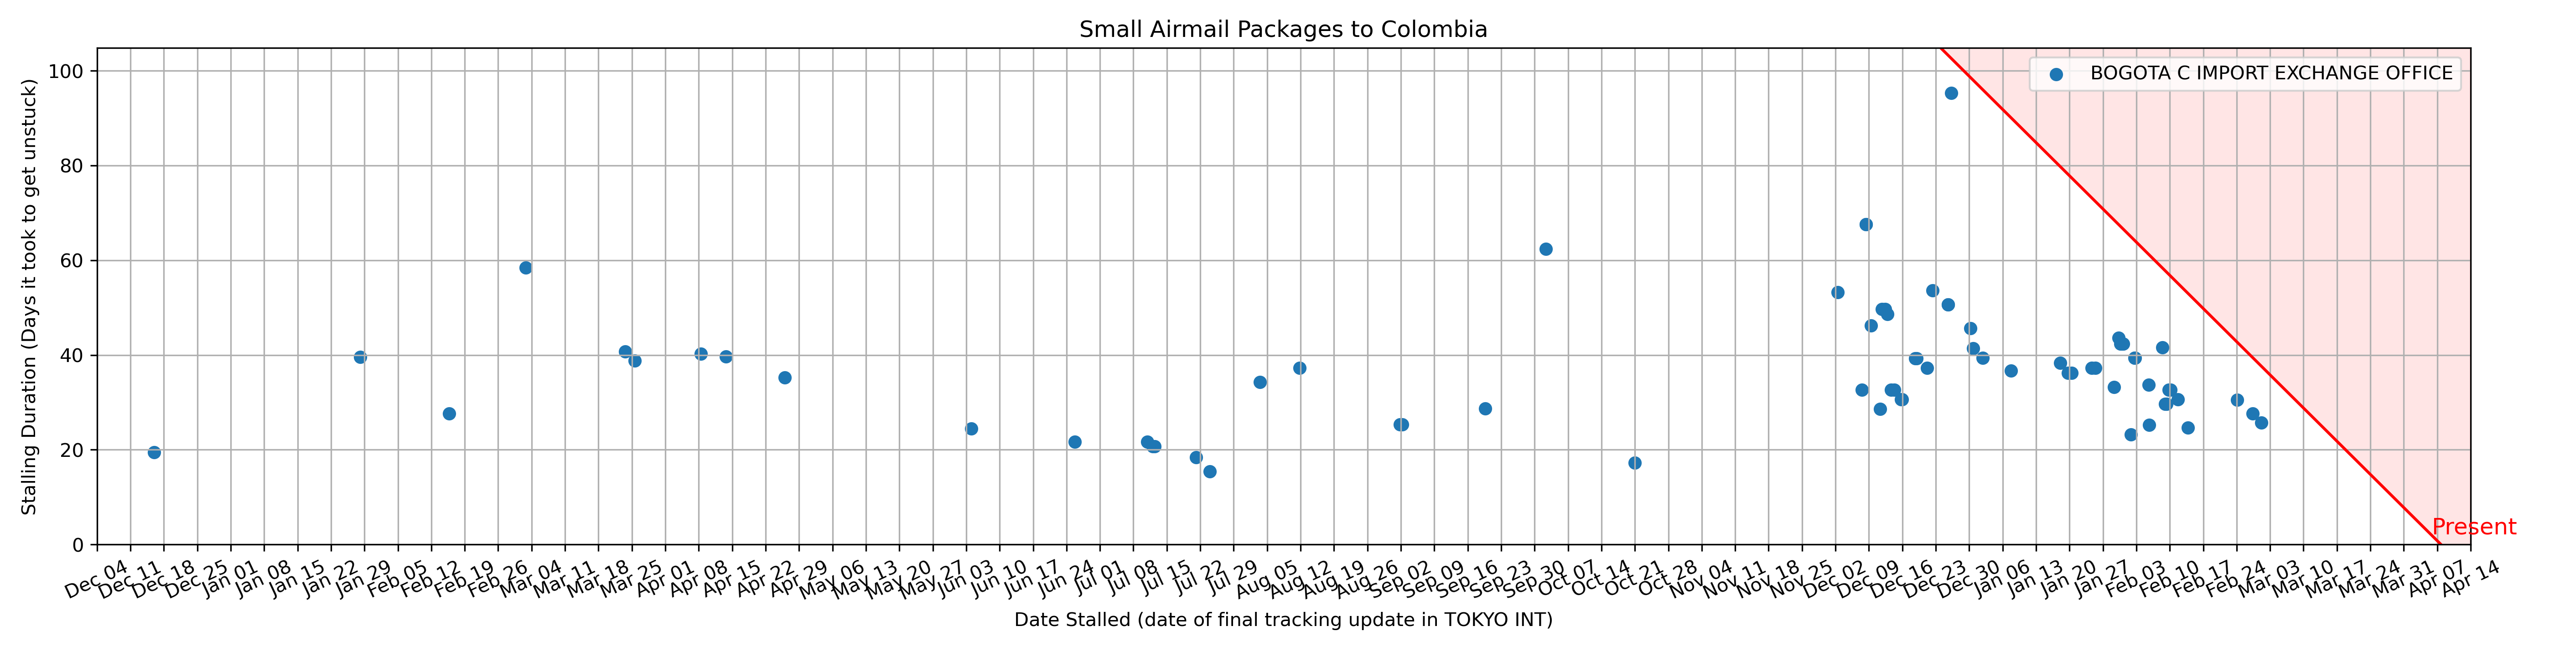 Small Airmail Packages to Colombia
BOGOTA C IMPORT EXCHANGE OFFICE
Stalling Duration (Days it took to get unstuck)
100
80
60
40
20
0
Present
Dec 04 Dec 11 Dec 18 Dec 25 Jan 01 Jan 08 Jan 15 Jan 22 Jan 29 Feb 05 Feb 12 Feb 19 Feb 26 Mar 04 Mar 11 Mar 18 Mar 25 Apr 01 Apr 08 Apr 15 Apr 22 Apr 29 May 06 May 13 May 20 May 27 Jun 03 Jun 10 Jun 17 Jun 24 Jul 01 Jul 08 Jul 15 Jul 22 Jul 29 Aug 05 Aug 12 Aug 19 Aug 26 Sep 02 Sep 09 Sep 16 Sep 23 Sep 30 Oct 07 Oct 14 Oct 21 Oct 28 Nov 04 Nov 11 Nov 18 Nov 25 Dec 02 Dec 09 Dec 16 Dec 23 Dec 30 Jan 06 Jan 13 Jan 20 Jan 27 Feb 03 Feb 10 Feb 17 Feb 24 Mar 03 Mar 10 Mar 17 Mar 24 Mar 31 Apr 07 Apr 14
Date Stalled (date of final tracking update in TOKYO INT)